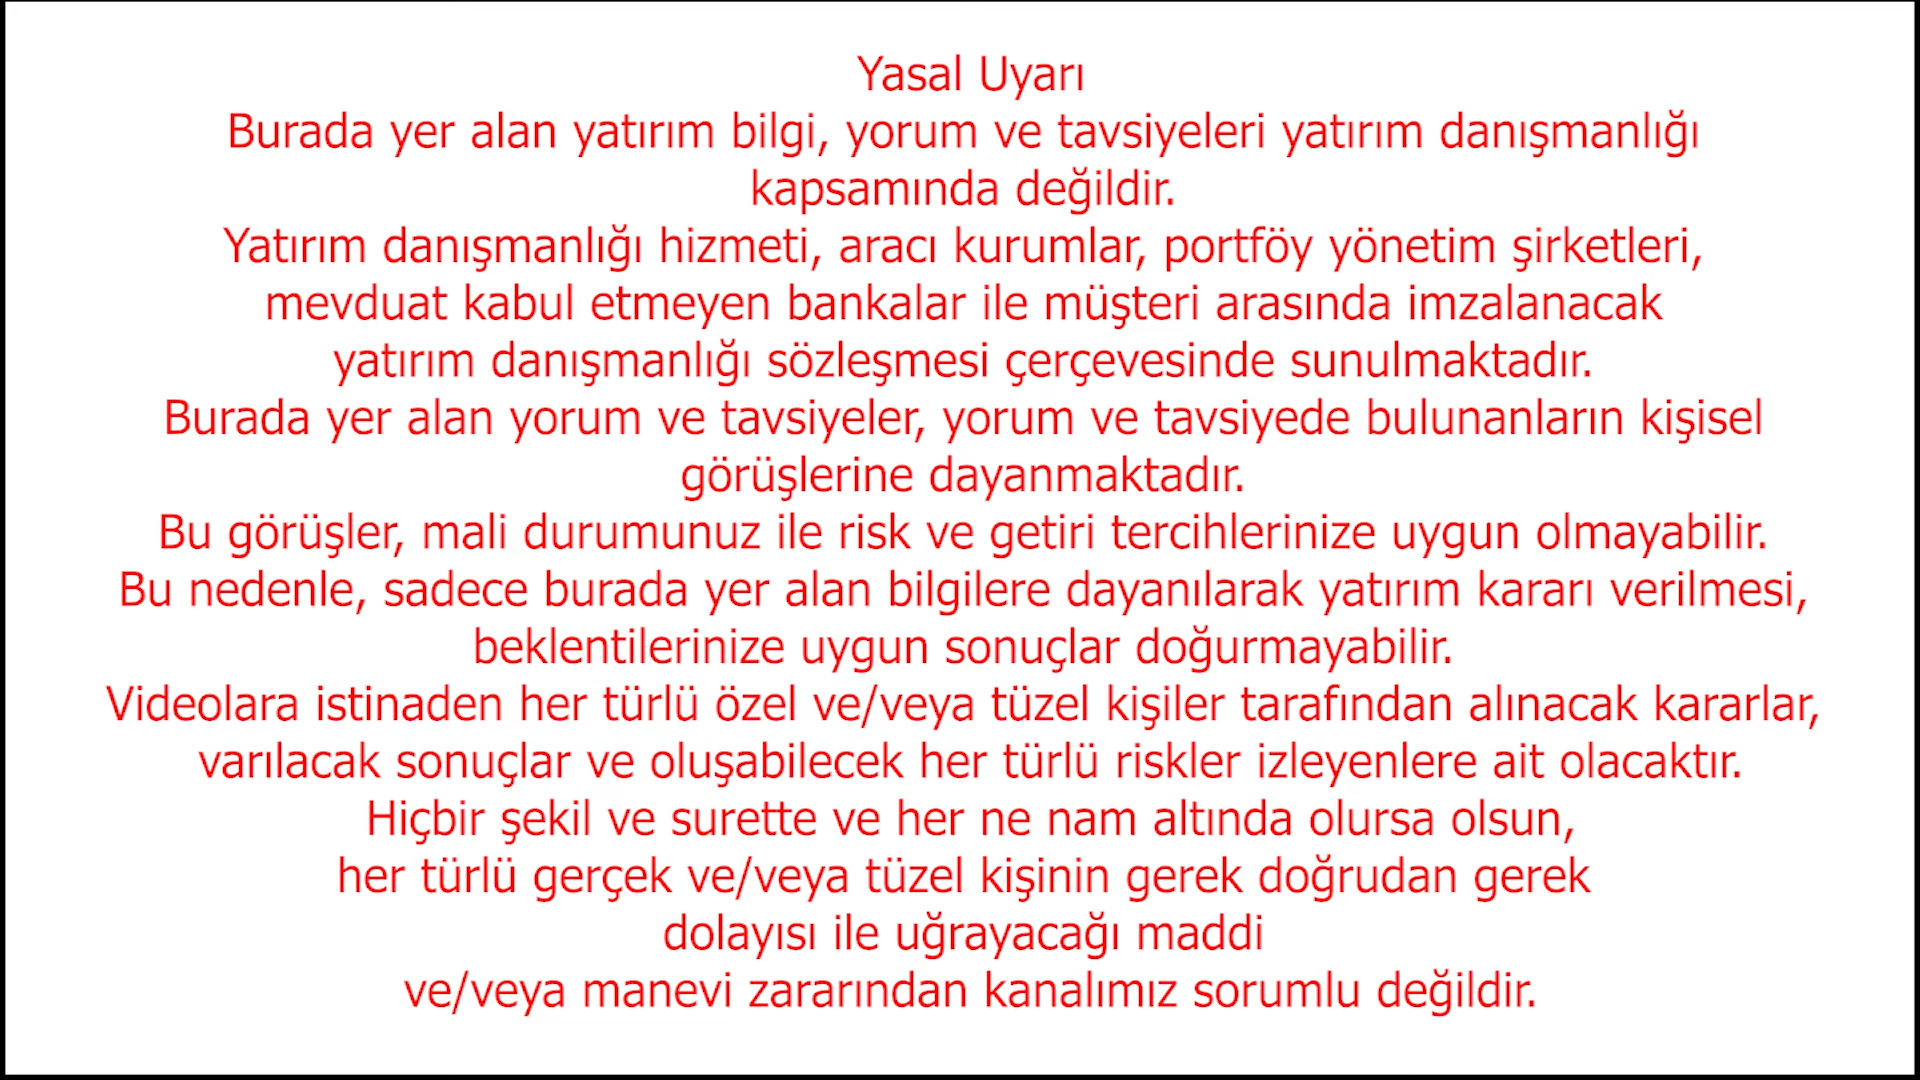 Yasal Uyarı
Burada yer alan yatırım bilgi, yorum ve tavsiyeleri yatırım danışmanlığı
kapsamında değildir.
Yatırım danışmanlığı hizmeti, aracı kurumlar, portföy yönetim şirketleri,
mevduat kabul etmeyen bankalar ile müşteri arasında imzalanacak
yatırım danışmanlığı sözleşmesi çerçevesinde sunulmaktadır.
Burada yer alan yorum ve tavsiyeler, yorum ve tavsiyede bulunanların kişisel
görüşlerine dayanmaktadır.
Bu görüşler, mali durumunuz ile risk ve getiri tercihlerinize uygun olmayabilir.
Bu nedenle, sadece burada yer alan bilgilere dayanılarak yatırım kararı verilmesi,
beklentilerinize uygun sonuçlar doğurmayabilir.
Videolara istinaden her türlü özel ve/veya tüzel kişiler tarafından alınacak kararlar,
varılacak sonuçlar ve oluşabilecek her türlü riskler izleyenlere ait olacaktır.
Hiçbir şekil ve surette ve her ne nam altında olursa olsun,
her türlü gerçek ve/veya tüzel kişinin gerek doğrudan gerek
dolayısı ile uğrayacağı maddi
ve/veya manevi zararından kanalımız sorumlu değildir.